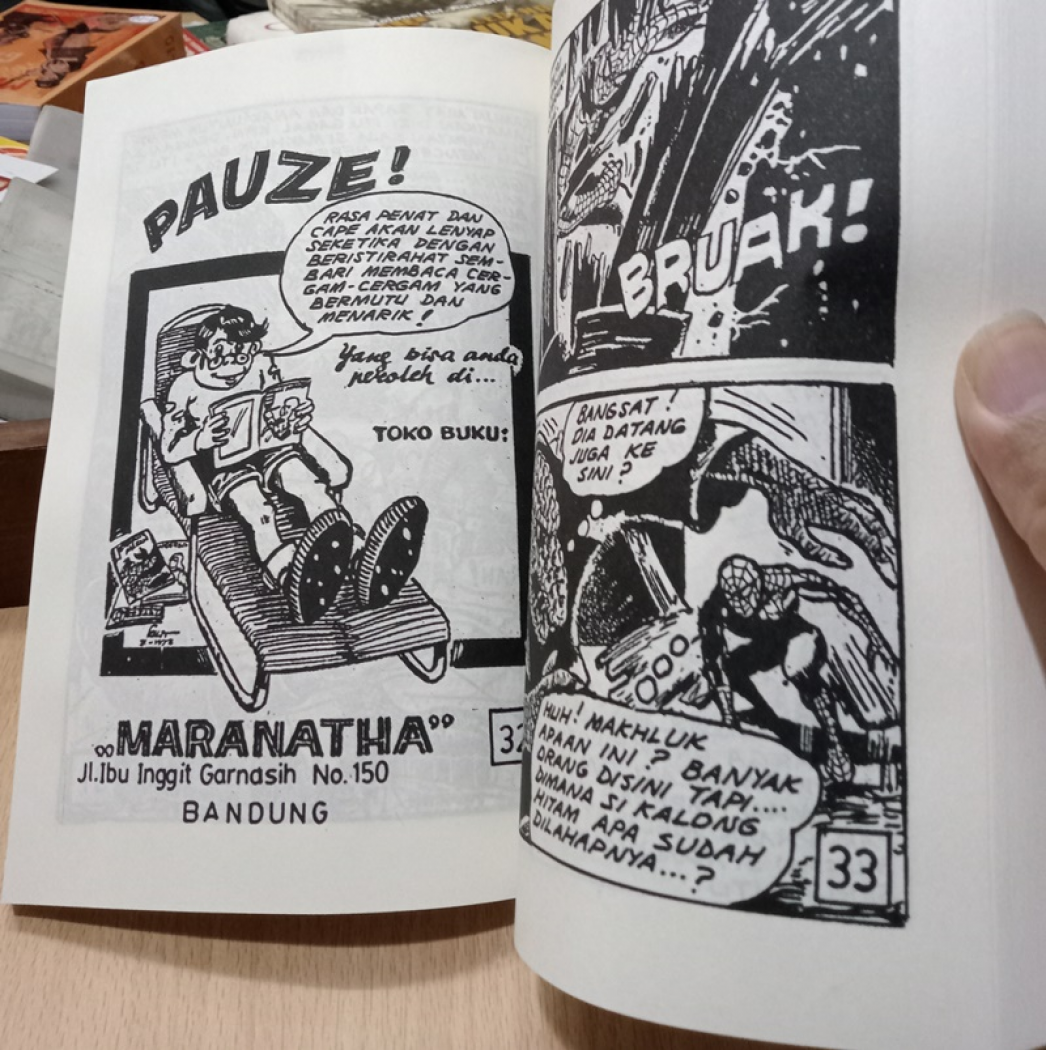 PAUZE!
RASA PENAT DAN
CAPE AKAN LENYAP
SEKETIKA DENGAN
BERISTIRAHAT SEM-
BARI MEMBACA CER-
GAM-CERGAM YANG
BERMUTU DAN
MENARIK!
Yang bisa anda
peroleh di...
TOKO BUKU:
„MARANATHA”
Jl.Ibu Inggit Garnasih No.150
BANDUNG
32
BRUAK!
BANGSAT!
DIA DATANG
JUGA KE
SINI?
HUH! MAKHLUK
APAAN INI? BANYAK
ORANG DISINI TAPI....
DIMANA SI KALONG
HITAM APA SUDAH
DILAHAPNYA...?
33